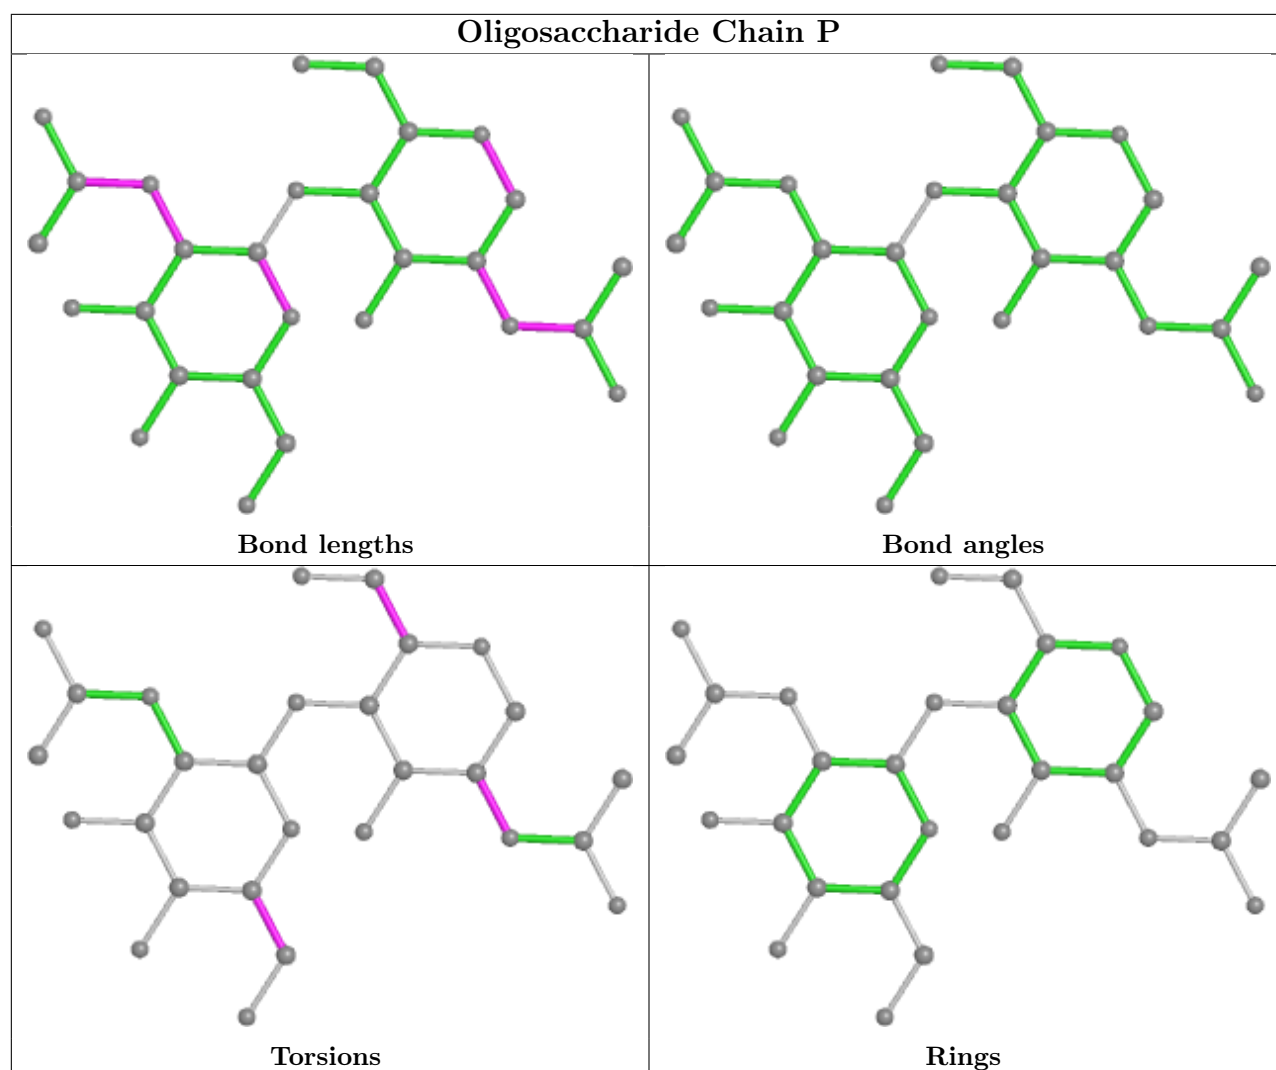 Oligosaccharide Chain P
Bond lengths
Bond angles
Torsions
Rings